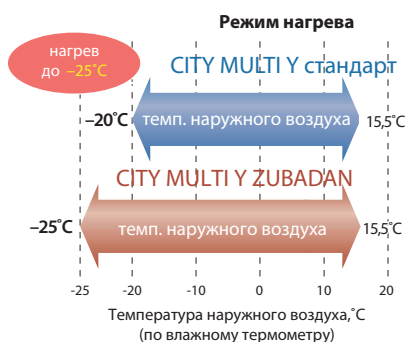 Режим нагрева
нагрев
до –25˚C
CITY MULTI Y стандарт
–20˚C темп. наружного воздуха 15,5˚C
CITY MULTI Y ZUBADAN
–25˚C темп. наружного воздуха 15,5˚C
-25 -20 -10 0 10 20
Температура наружного воздуха,˚C
(по влажному термометру)